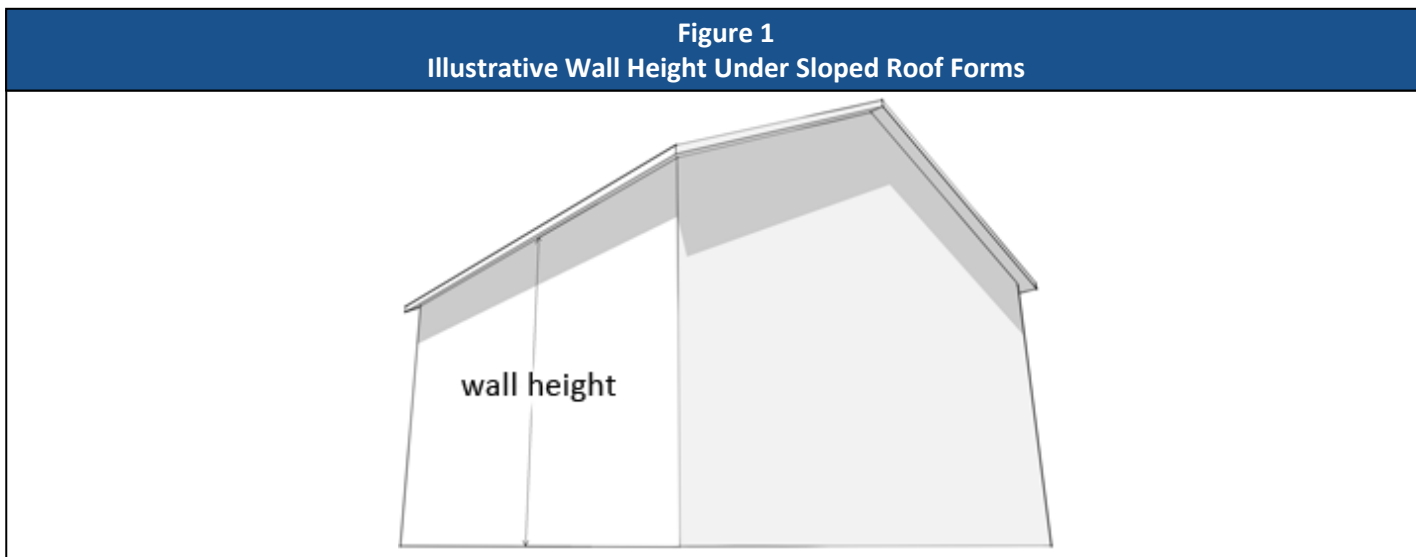 Figure 1
Illustrative Wall Height Under Sloped Roof Forms
wall height